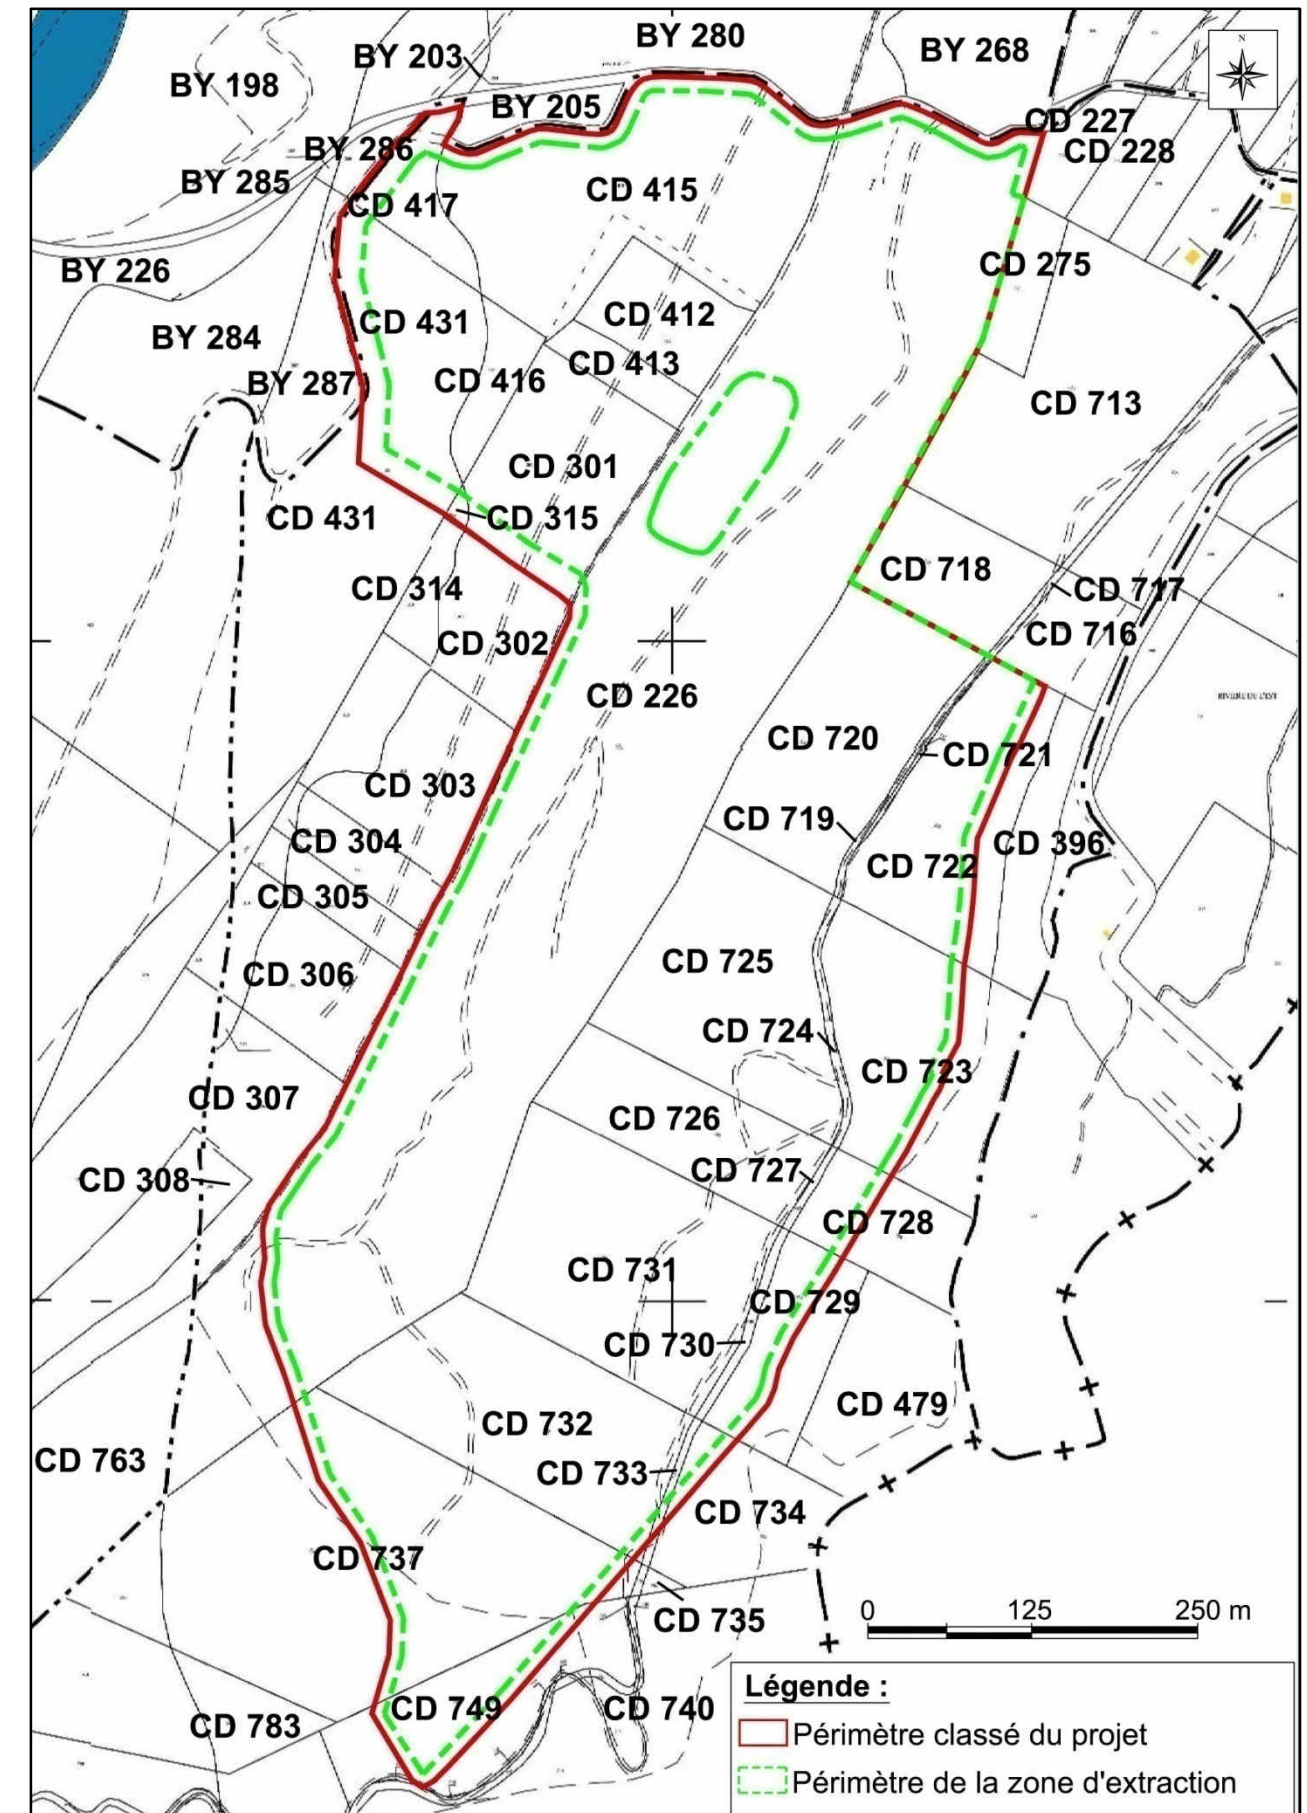 BY 280
BY 203
BY 268
N
BY 198
BY 205
CD 227
BY 286
CD 228
BY 285
CD 415
CD 417
CD 275
BY 226
CD 412
CD 431
BY 284
CD 413
BY 287
CD 416
CD 713
CD 301
CD 431
CD 315
CD 718
CD 314
CD 717
CD 302
CD 716
CD 226
RIVIERE DE L'EST
CD 720
CD 721
CD 303
CD 719
CD 304
CD 396
CD 722
CD 305
CD 725
CD 306
CD 724
CD 723
CD 307
CD 726
CD 727
CD 308
CD 728
CD 731
CD 729
CD 730
CD 479
CD 732
CD 763
CD 733
CD 734
CD 737
0 125 250 m
CD 735
CD 749
CD 740
CD 783
Légende :
Périmètre classé du projet
Périmètre de la zone d'extraction